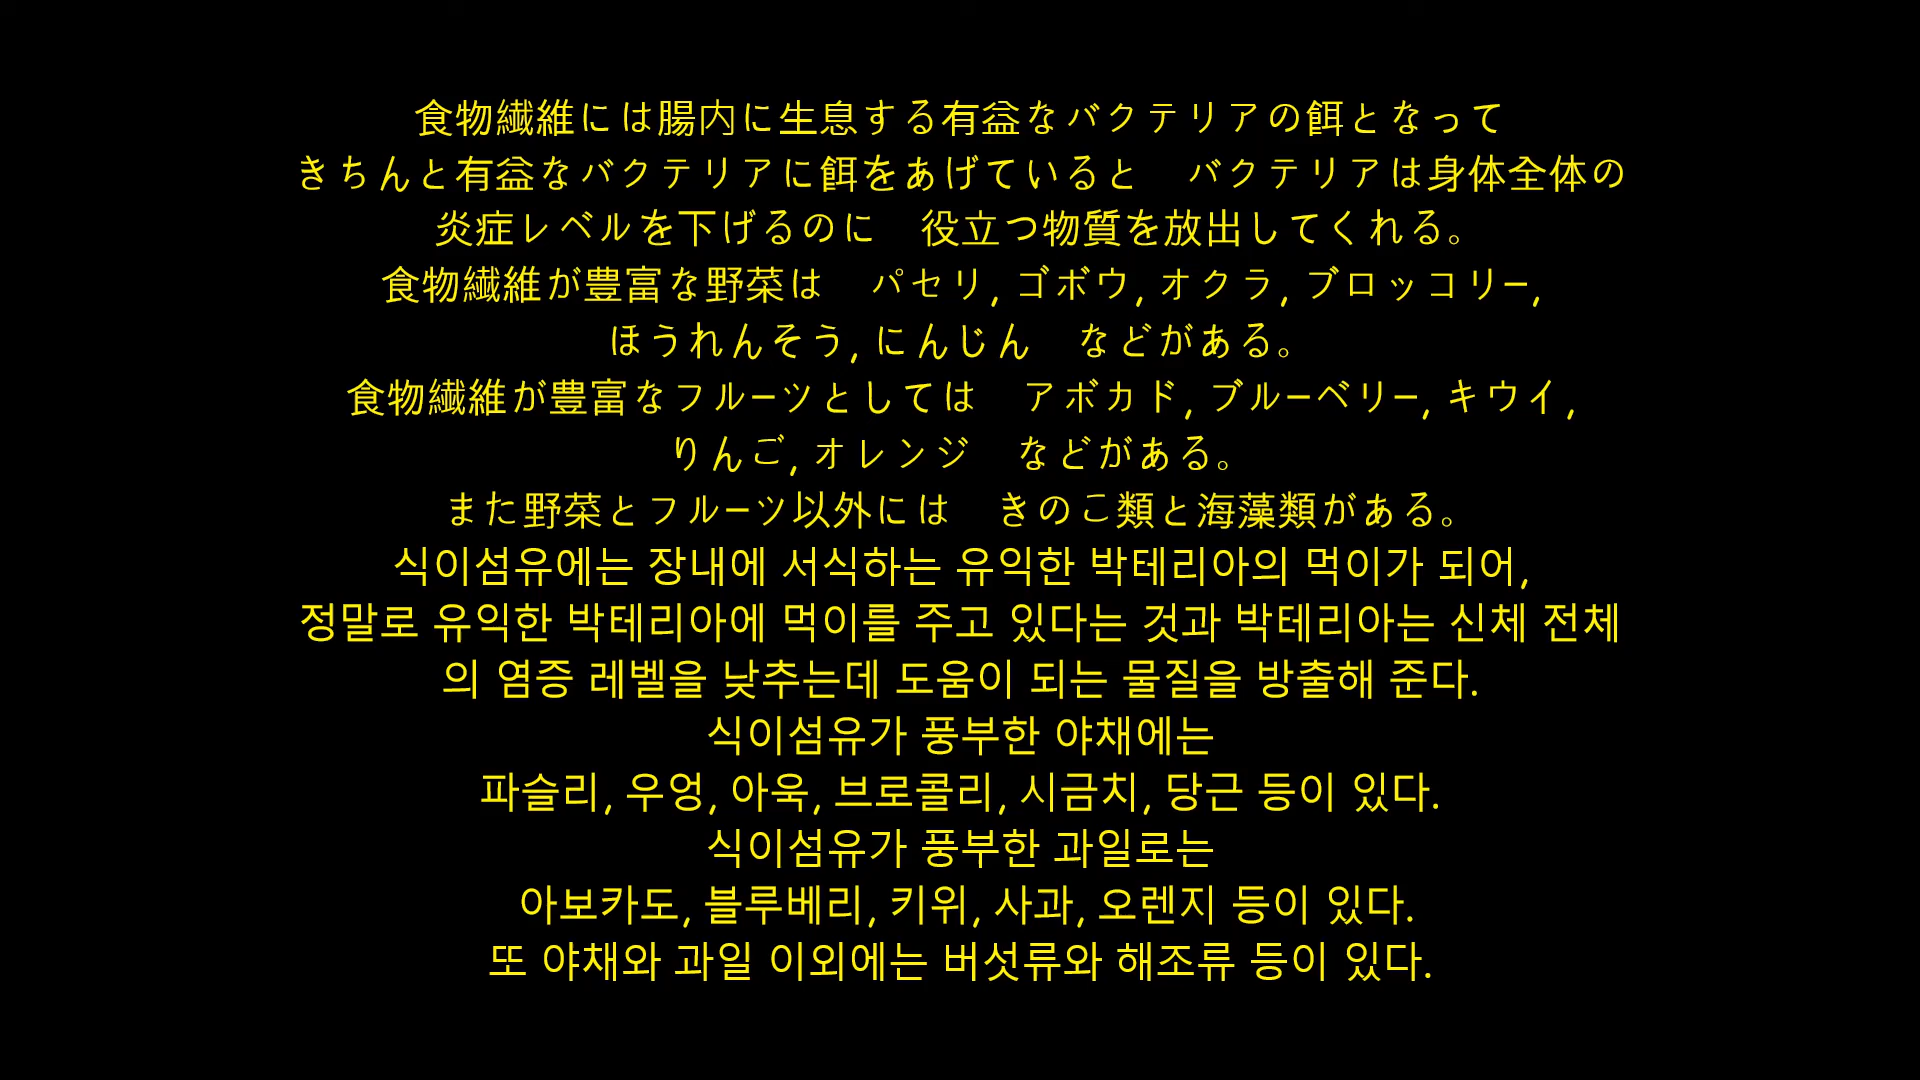 食物繊維には腸内に生息する有益なバクテリアの餌となって
きちんと有益なバクテリアに餌をあげていると　バクテリアは身体全体の
炎症レベルを下げるのに　役立つ物質を放出してくれる。
食物繊維が豊富な野菜は　パセリ, ゴボウ, オクラ, ブロッコリー,
ほうれんそう, にんじん　などがある。
食物繊維が豊富なフルーツとしては　アボカド, ブルーベリー, キウイ,
りんご, オレンジ　などがある。
また野菜とフルーツ以外には　きのこ類と海藻類がある。
식이섬유에는 장내에 서식하는 유익한 박테리아의 먹이가 되어,
정말로 유익한 박테리아에 먹이를 주고 있다는 것과 박테리아는 신체 전체
의 염증 레벨을 낮추는데 도움이 되는 물질을 방출해 준다.
식이섬유가 풍부한 야채에는
파슬리, 우엉, 아욱, 브로콜리, 시금치, 당근 등이 있다.
식이섬유가 풍부한 과일로는
아보카도, 블루베리, 키위, 사과, 오렌지 등이 있다.
또 야채와 과일 이외에는 버섯류와 해조류 등이 있다.